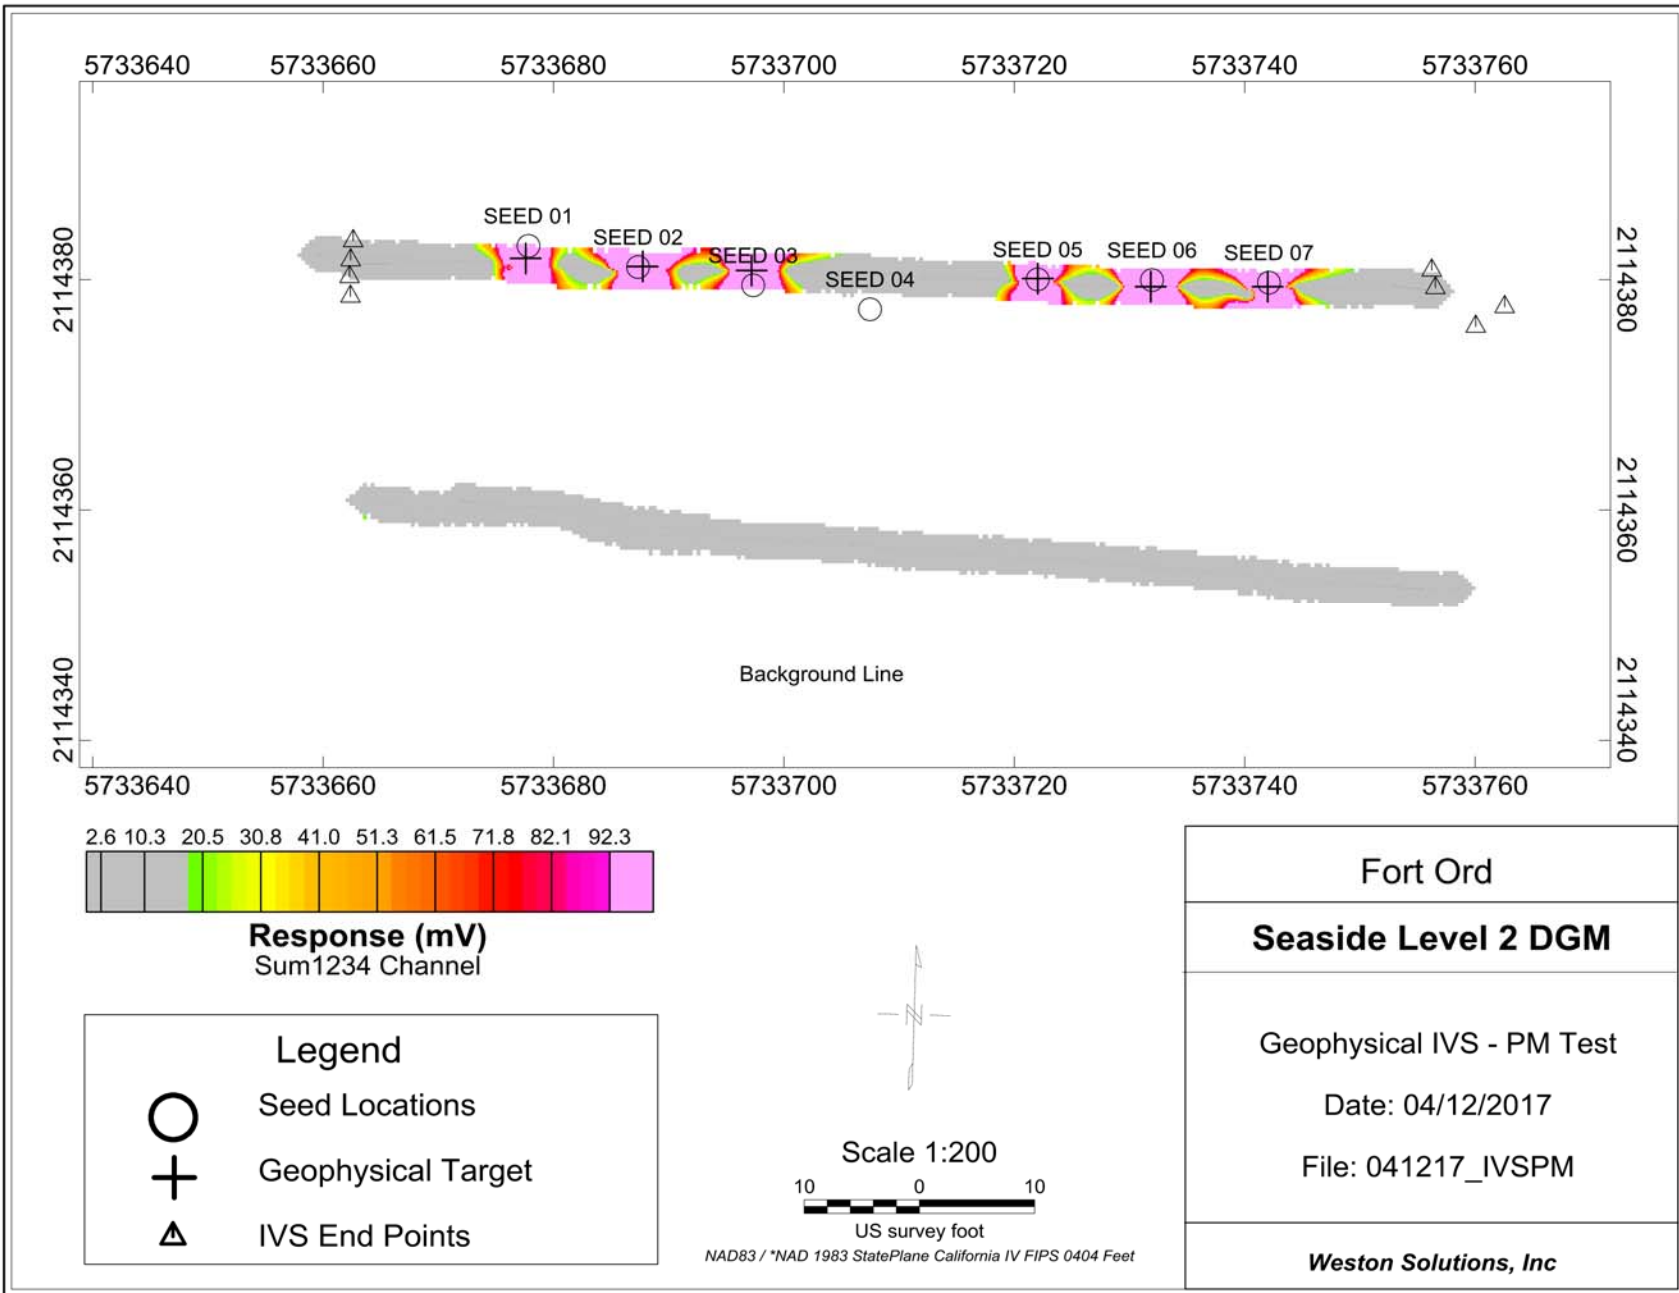 5733640 5733660 5733680 5733700 5733720 5733740 5733760
2114380
2114360
2114340
SEED 01
SEED 02
SEED 03
SEED 04
SEED 05
SEED 06
SEED 07
2114380
2114360
2114340
Background Line
5733640 5733660 5733680 5733700 5733720 5733740 5733760
2.6 10.3 20.5 30.8 41.0 51.3 61.5 71.8 82.1 92.3
Response (mV)
Sum1234 Channel
Legend
Seed Locations
Geophysical Target
IVS End Points
N
Scale 1:200
10 0 10
US survey foot
NAD83 / *NAD 1983 StatePlane California IV FIPS 0404 Feet
Fort Ord
Seaside Level 2 DGM
Geophysical IVS - PM Test
Date: 04/12/2017
File: 041217_IVSPM
Weston Solutions, Inc